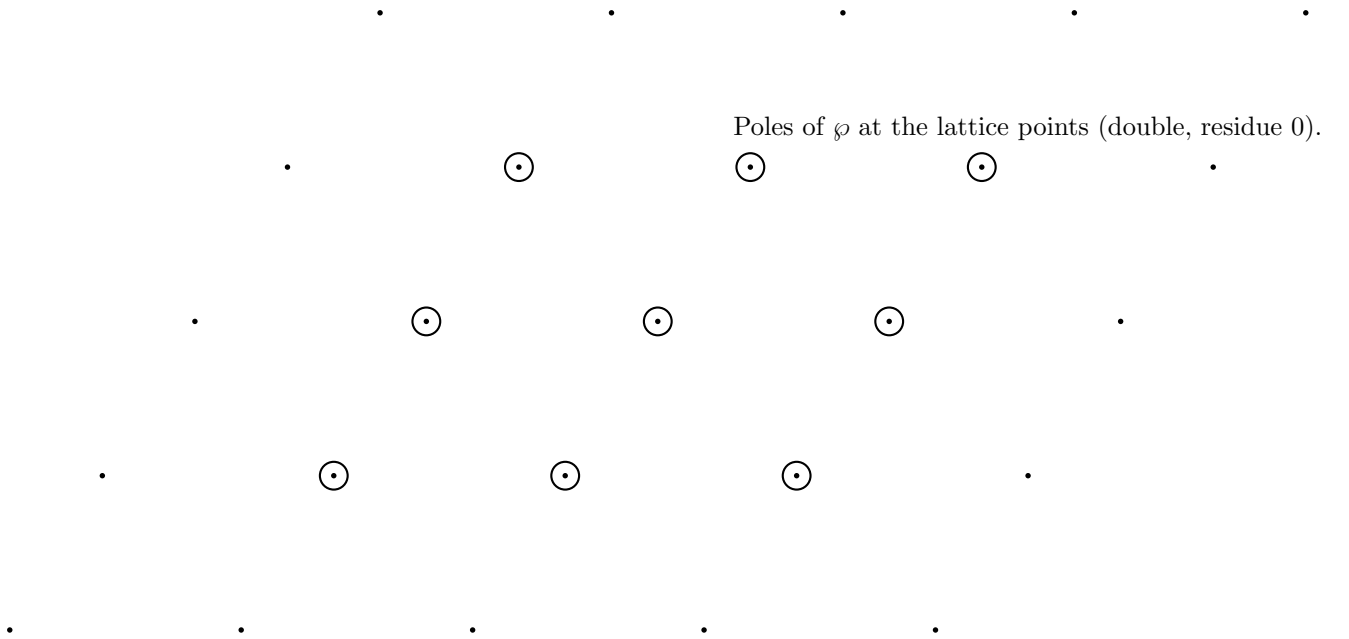 Poles of ℘ at the lattice points (double, residue 0).